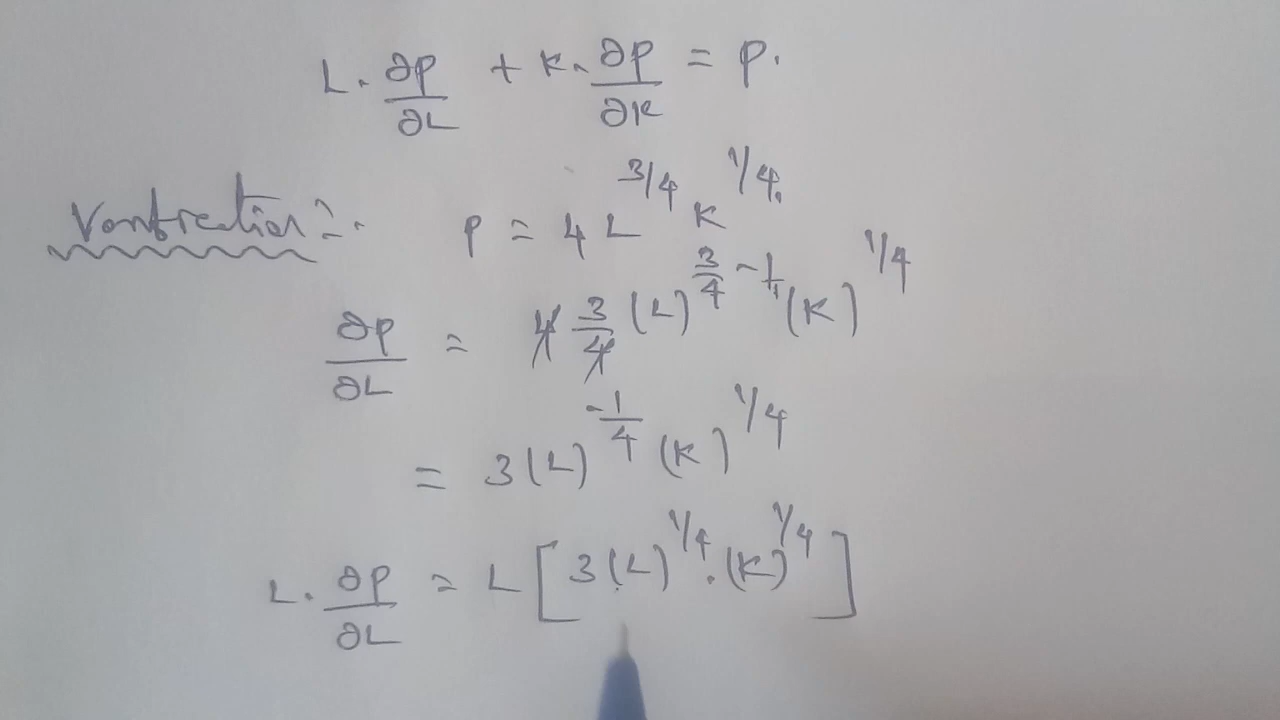 L. ∂P/∂L + K. ∂P/∂K = P.
P = 4 L^3/4 K^1/4.
∂P/∂L = 4 3/4 (L)^3/4 - 1/1 (K)^1/4
= 3(L)^-1/4 (K)^1/4
L. ∂P/∂L = L [3(L)^1/4 . (K)^1/4]